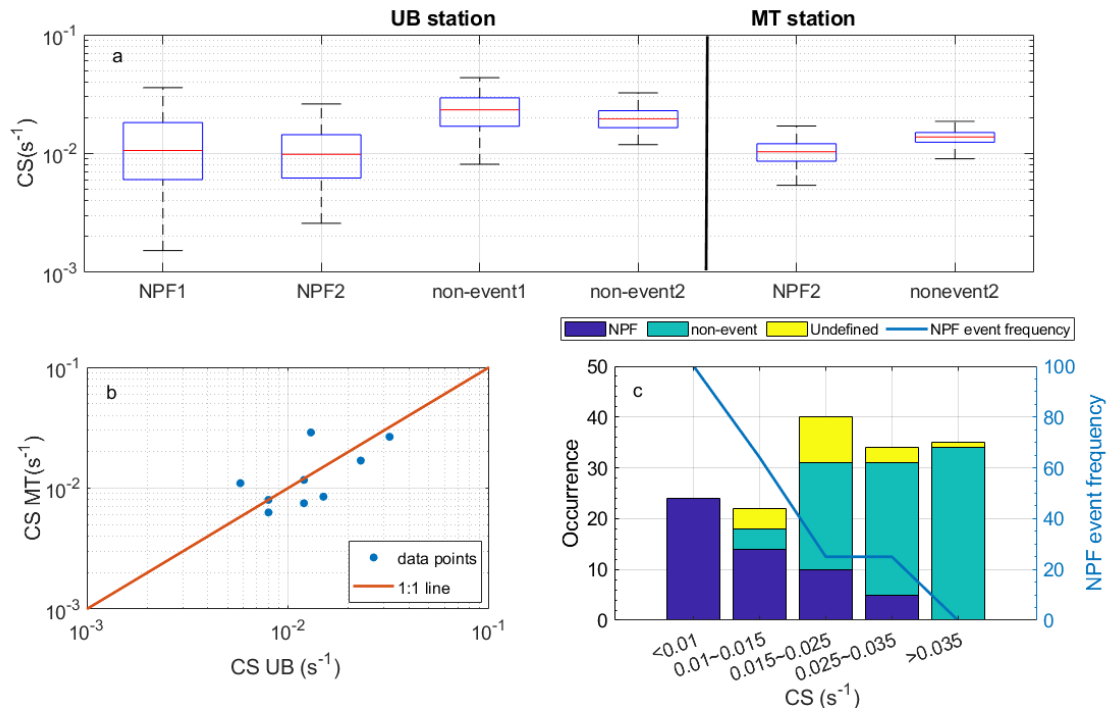 UB station
MT station
a
CS(s⁻¹)
10⁻¹
10⁻²
10⁻³
NPF1
NPF2
non-event1
non-event2
NPF2
nonevent2
b
CS MT(s⁻¹)
10⁻¹
10⁻²
10⁻³
data points
1:1 line
10⁻³
10⁻²
10⁻¹
CS UB (s⁻¹)
NPF
non-event
Undefined
NPF event frequency
c
Occurrence
50
40
30
20
10
0
100
80
60
40
20
0
NPF event frequency
<0.01
0.01~0.015
0.015~0.025
0.025~0.035
>0.035
CS (s⁻¹)